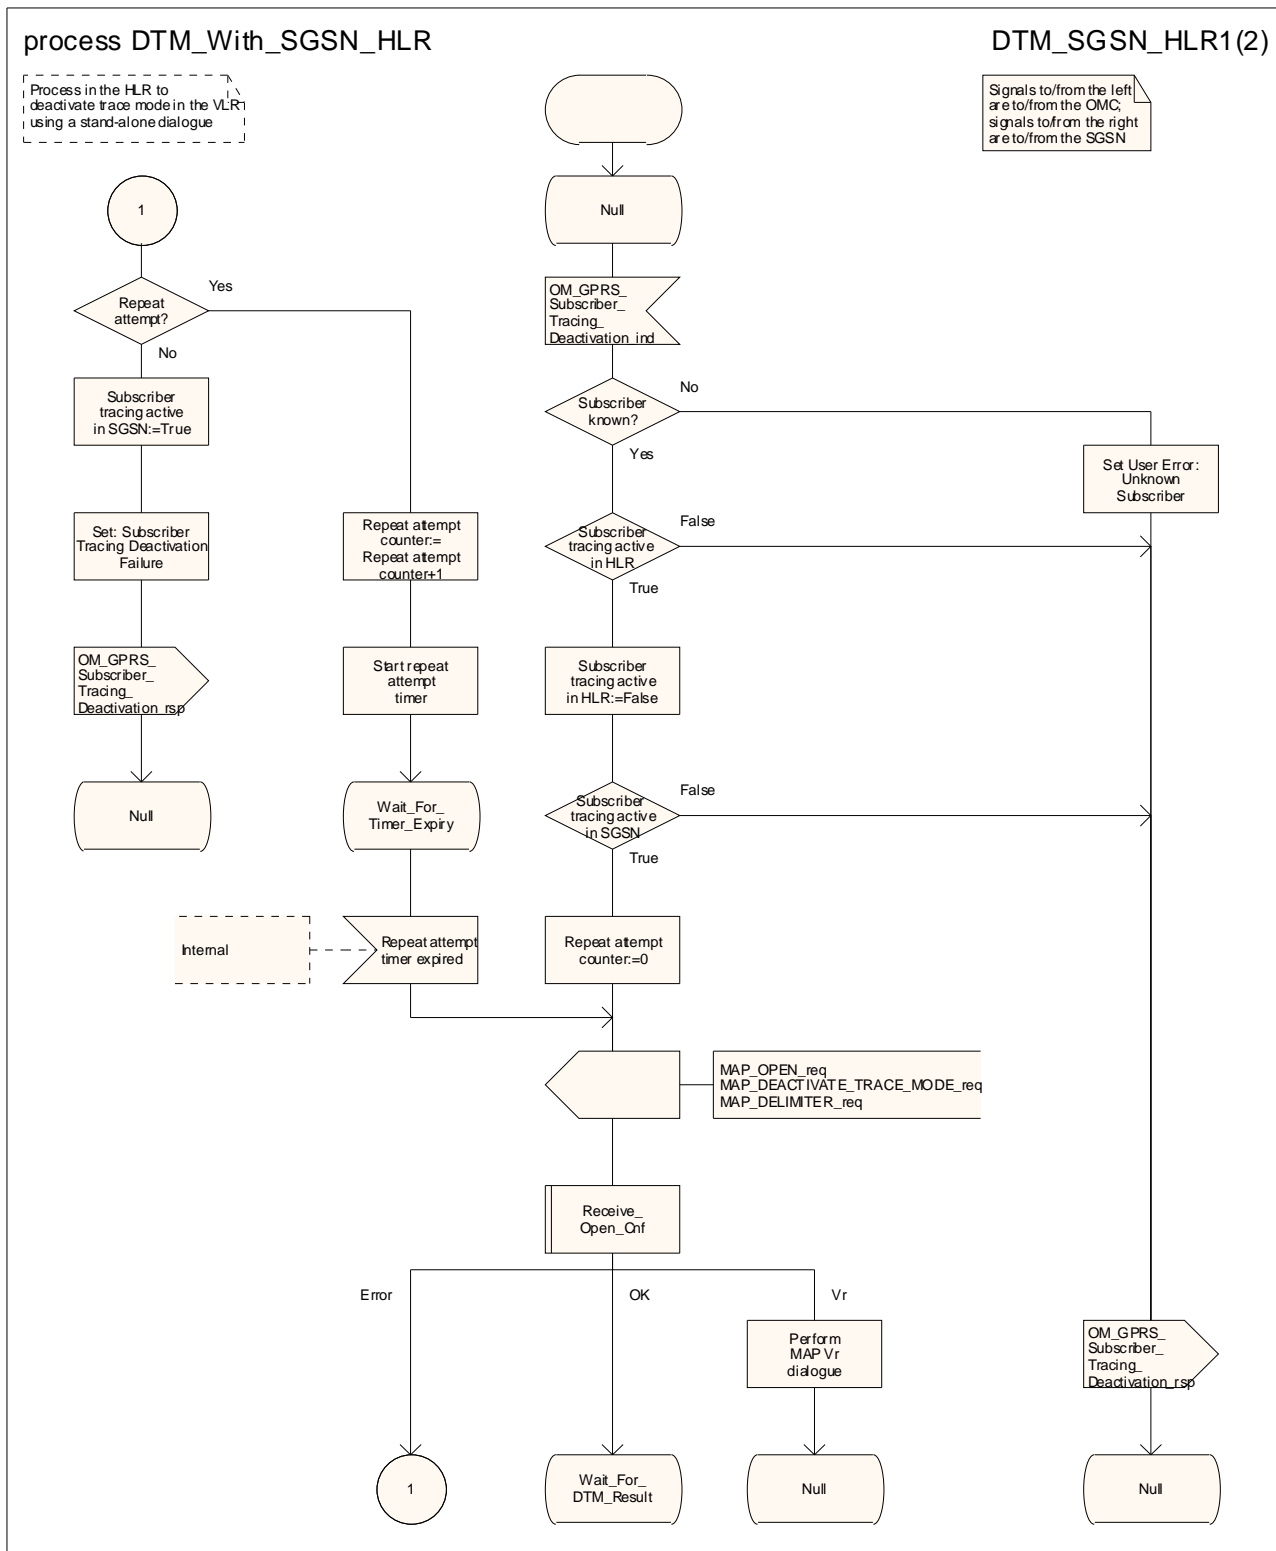 process DTM_With_SGSN_HLR
DTM_SGSN_HLR1(2)
Process in the HLR to
deactivate trace mode in the VLR
using a stand-alone dialogue
Signals to/from the left
are to/from the OMC;
signals to/from the right
are to/from the SGSN
1
Null
Repeat
attempt?
Yes
No
OM_GPRS_
Subscriber_
Tracing_
Deactivation_ind
Subscriber
tracing active
in SGSN:=True
Subscriber
known?
No
Yes
Set User Error:
Unknown
Subscriber
Set: Subscriber
Tracing Deactivation
Failure
Repeat attempt
counter:=
Repeat attempt
counter+1
Subscriber
tracing active
in HLR
False
True
OM_GPRS_
Subscriber_
Tracing_
Deactivation_rsp
Start repeat
attempt
timer
Subscriber
tracing active
in HLR:=False
Null
Wait_For_
Timer_Expiry
Subscriber
tracing active
in SGSN
False
True
Internal
Repeat attempt
timer expired
Repeat attempt
counter:=0
MAP_OPEN_req
MAP_DEACTIVATE_TRACE_MODE_req
MAP_DELIMITER_req
Receive_
Open_Cnf
Error
OK
Vr
Perform
MAP Vr
dialogue
OM_GPRS_
Subscriber_
Tracing_
Deactivation_rsp
1
Wait_For_
DTM_Result
Null
Null